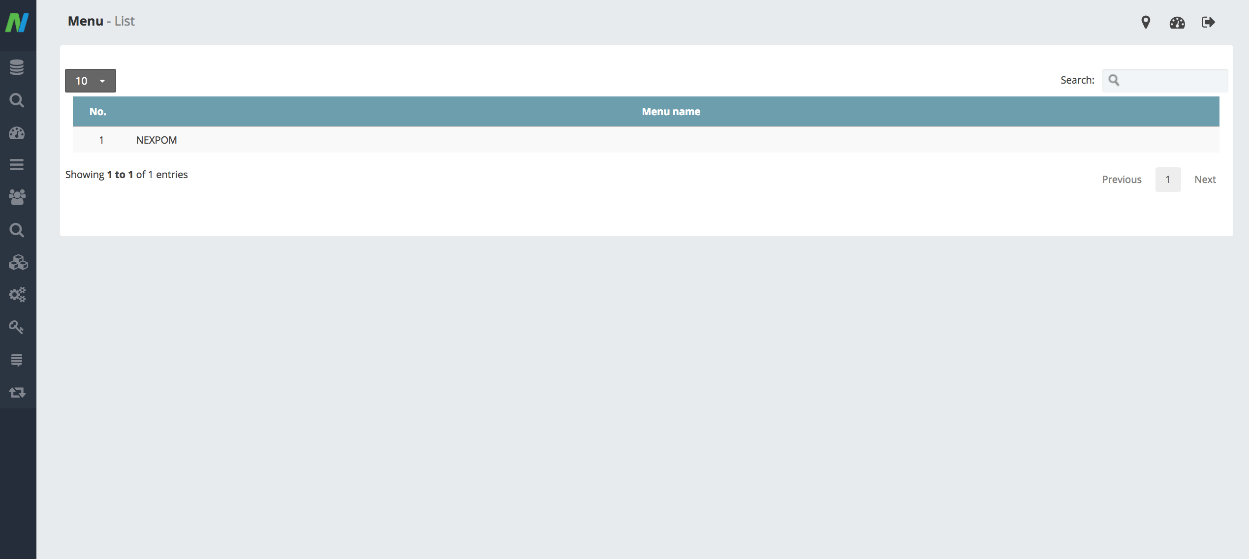 Menu - List
10
Search:
No. Menu name
1 NEXPOM
Showing 1 to 1 of 1 entries
Previous 1 Next